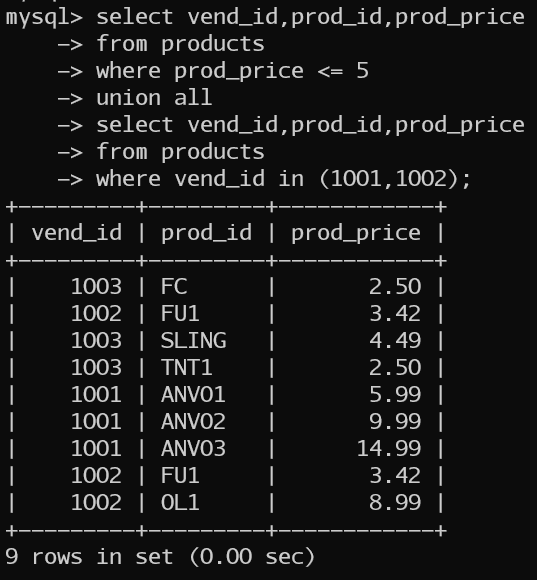 mysql> select vend_id,prod_id,prod_price
    -> from products
    -> where prod_price <= 5
    -> union all
    -> select vend_id,prod_id,prod_price
    -> from products
    -> where vend_id in (1001,1002);
+---------+---------+------------+
| vend_id | prod_id | prod_price |
+---------+---------+------------+
|    1003 | FC      |       2.50 |
|    1002 | FU1     |       3.42 |
|    1003 | SLING   |       4.49 |
|    1003 | TNT1    |       2.50 |
|    1001 | ANV01   |       5.99 |
|    1001 | ANV02   |       9.99 |
|    1001 | ANV03   |      14.99 |
|    1002 | FU1     |       3.42 |
|    1002 | OL1     |       8.99 |
+---------+---------+------------+
9 rows in set (0.00 sec)